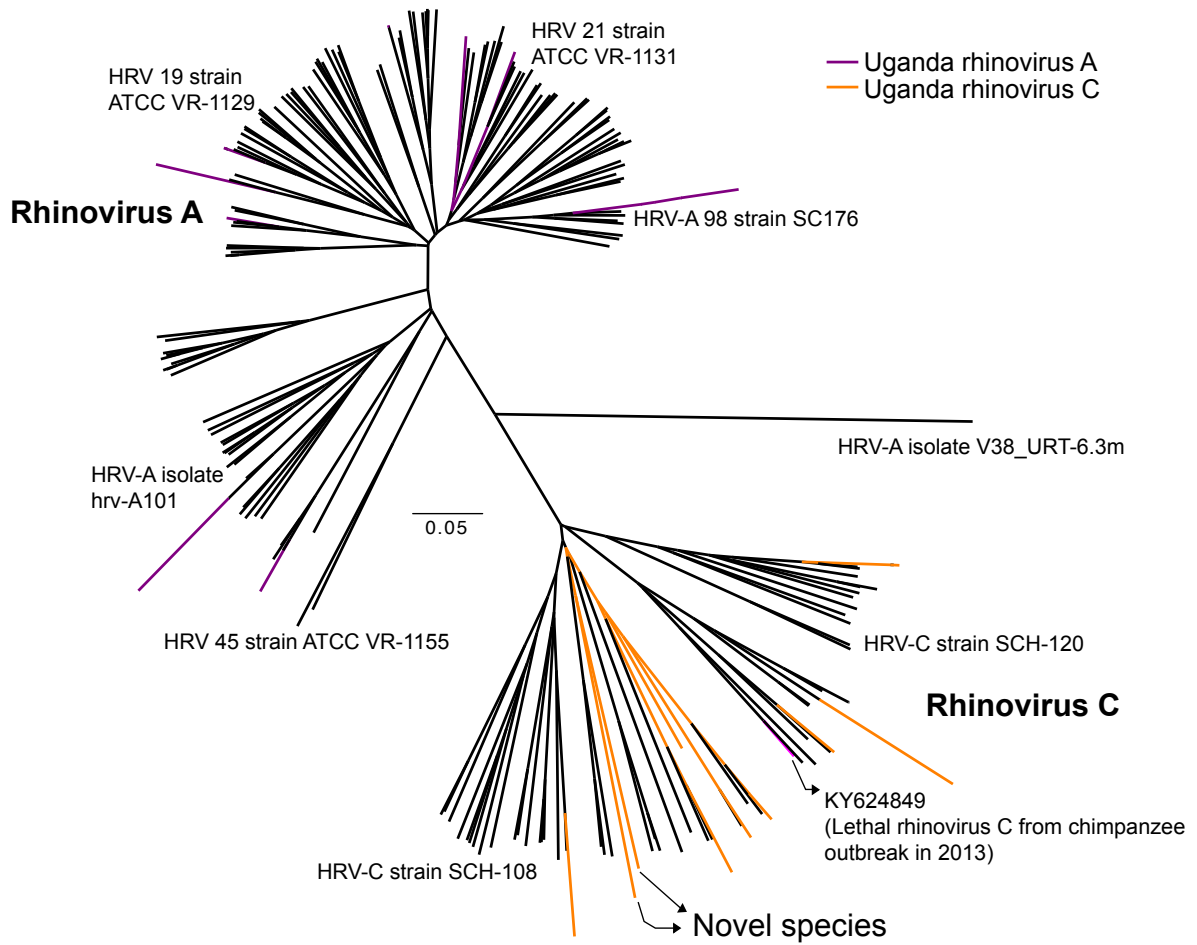 HRV 21 strain
ATCC VR-1131
HRV 19 strain
ATCC VR-1129
Uganda rhinovirus A
Uganda rhinovirus C
Rhinovirus A
HRV-A 98 strain SC176
HRV-A isolate V38_URT-6.3m
HRV-A isolate
hrv-A101
0.05
HRV 45 strain ATCC VR-1155
HRV-C strain SCH-120
Rhinovirus C
KY624849
(Lethal rhinovirus C from chimpanzee
outbreak in 2013)
HRV-C strain SCH-108
Novel species